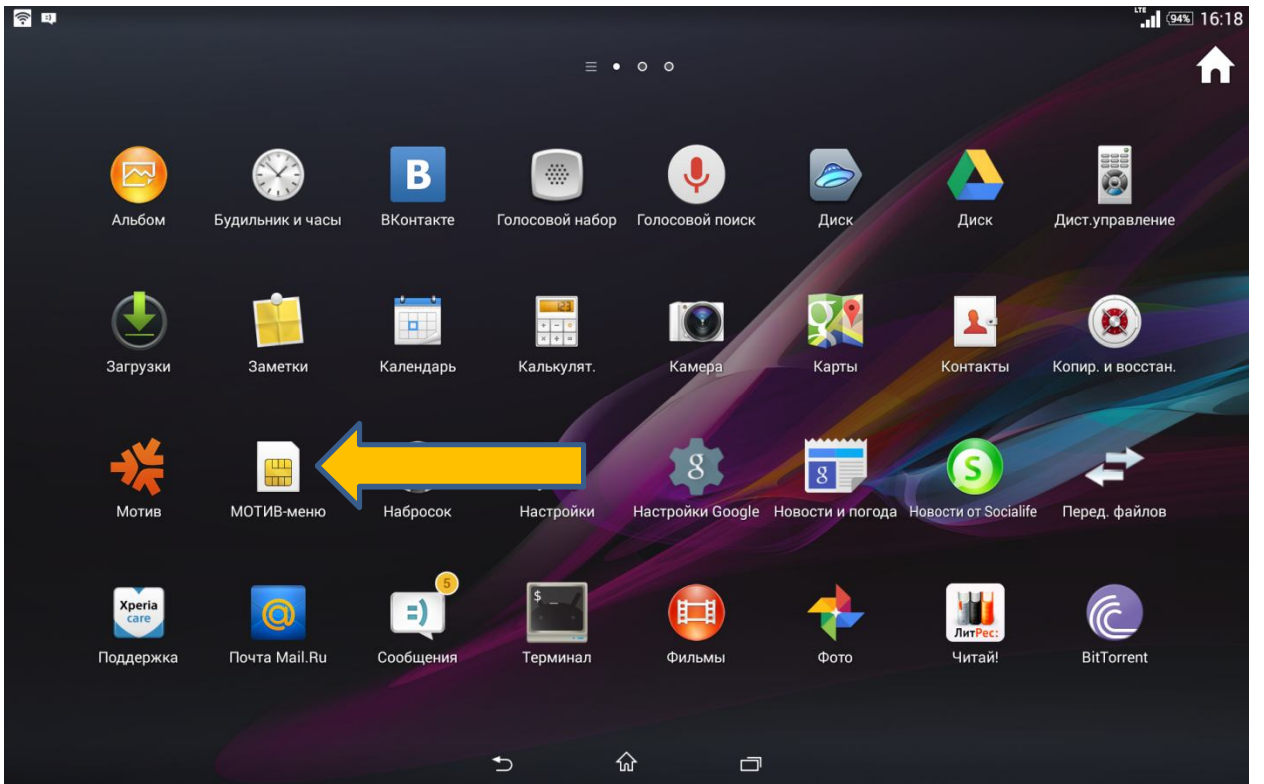 LTE 94% 16:18
Альбом Будильник и часы ВКонтакте Голосовой набор Голосовой поиск Диск Диск Дист.управление
Загрузки Заметки Календарь Калькулят. Камера Карты Контакты Копир. и восстан.
Мотив МОТИВ-меню Набросок Настройки Настройки Google Новости и погода Новости от Socialife Перед. файлов
5
Xperia
care
ЛитРес:
Поддержка Почта Mail.Ru Сообщения Терминал Фильмы Фото Читай! BitTorrent